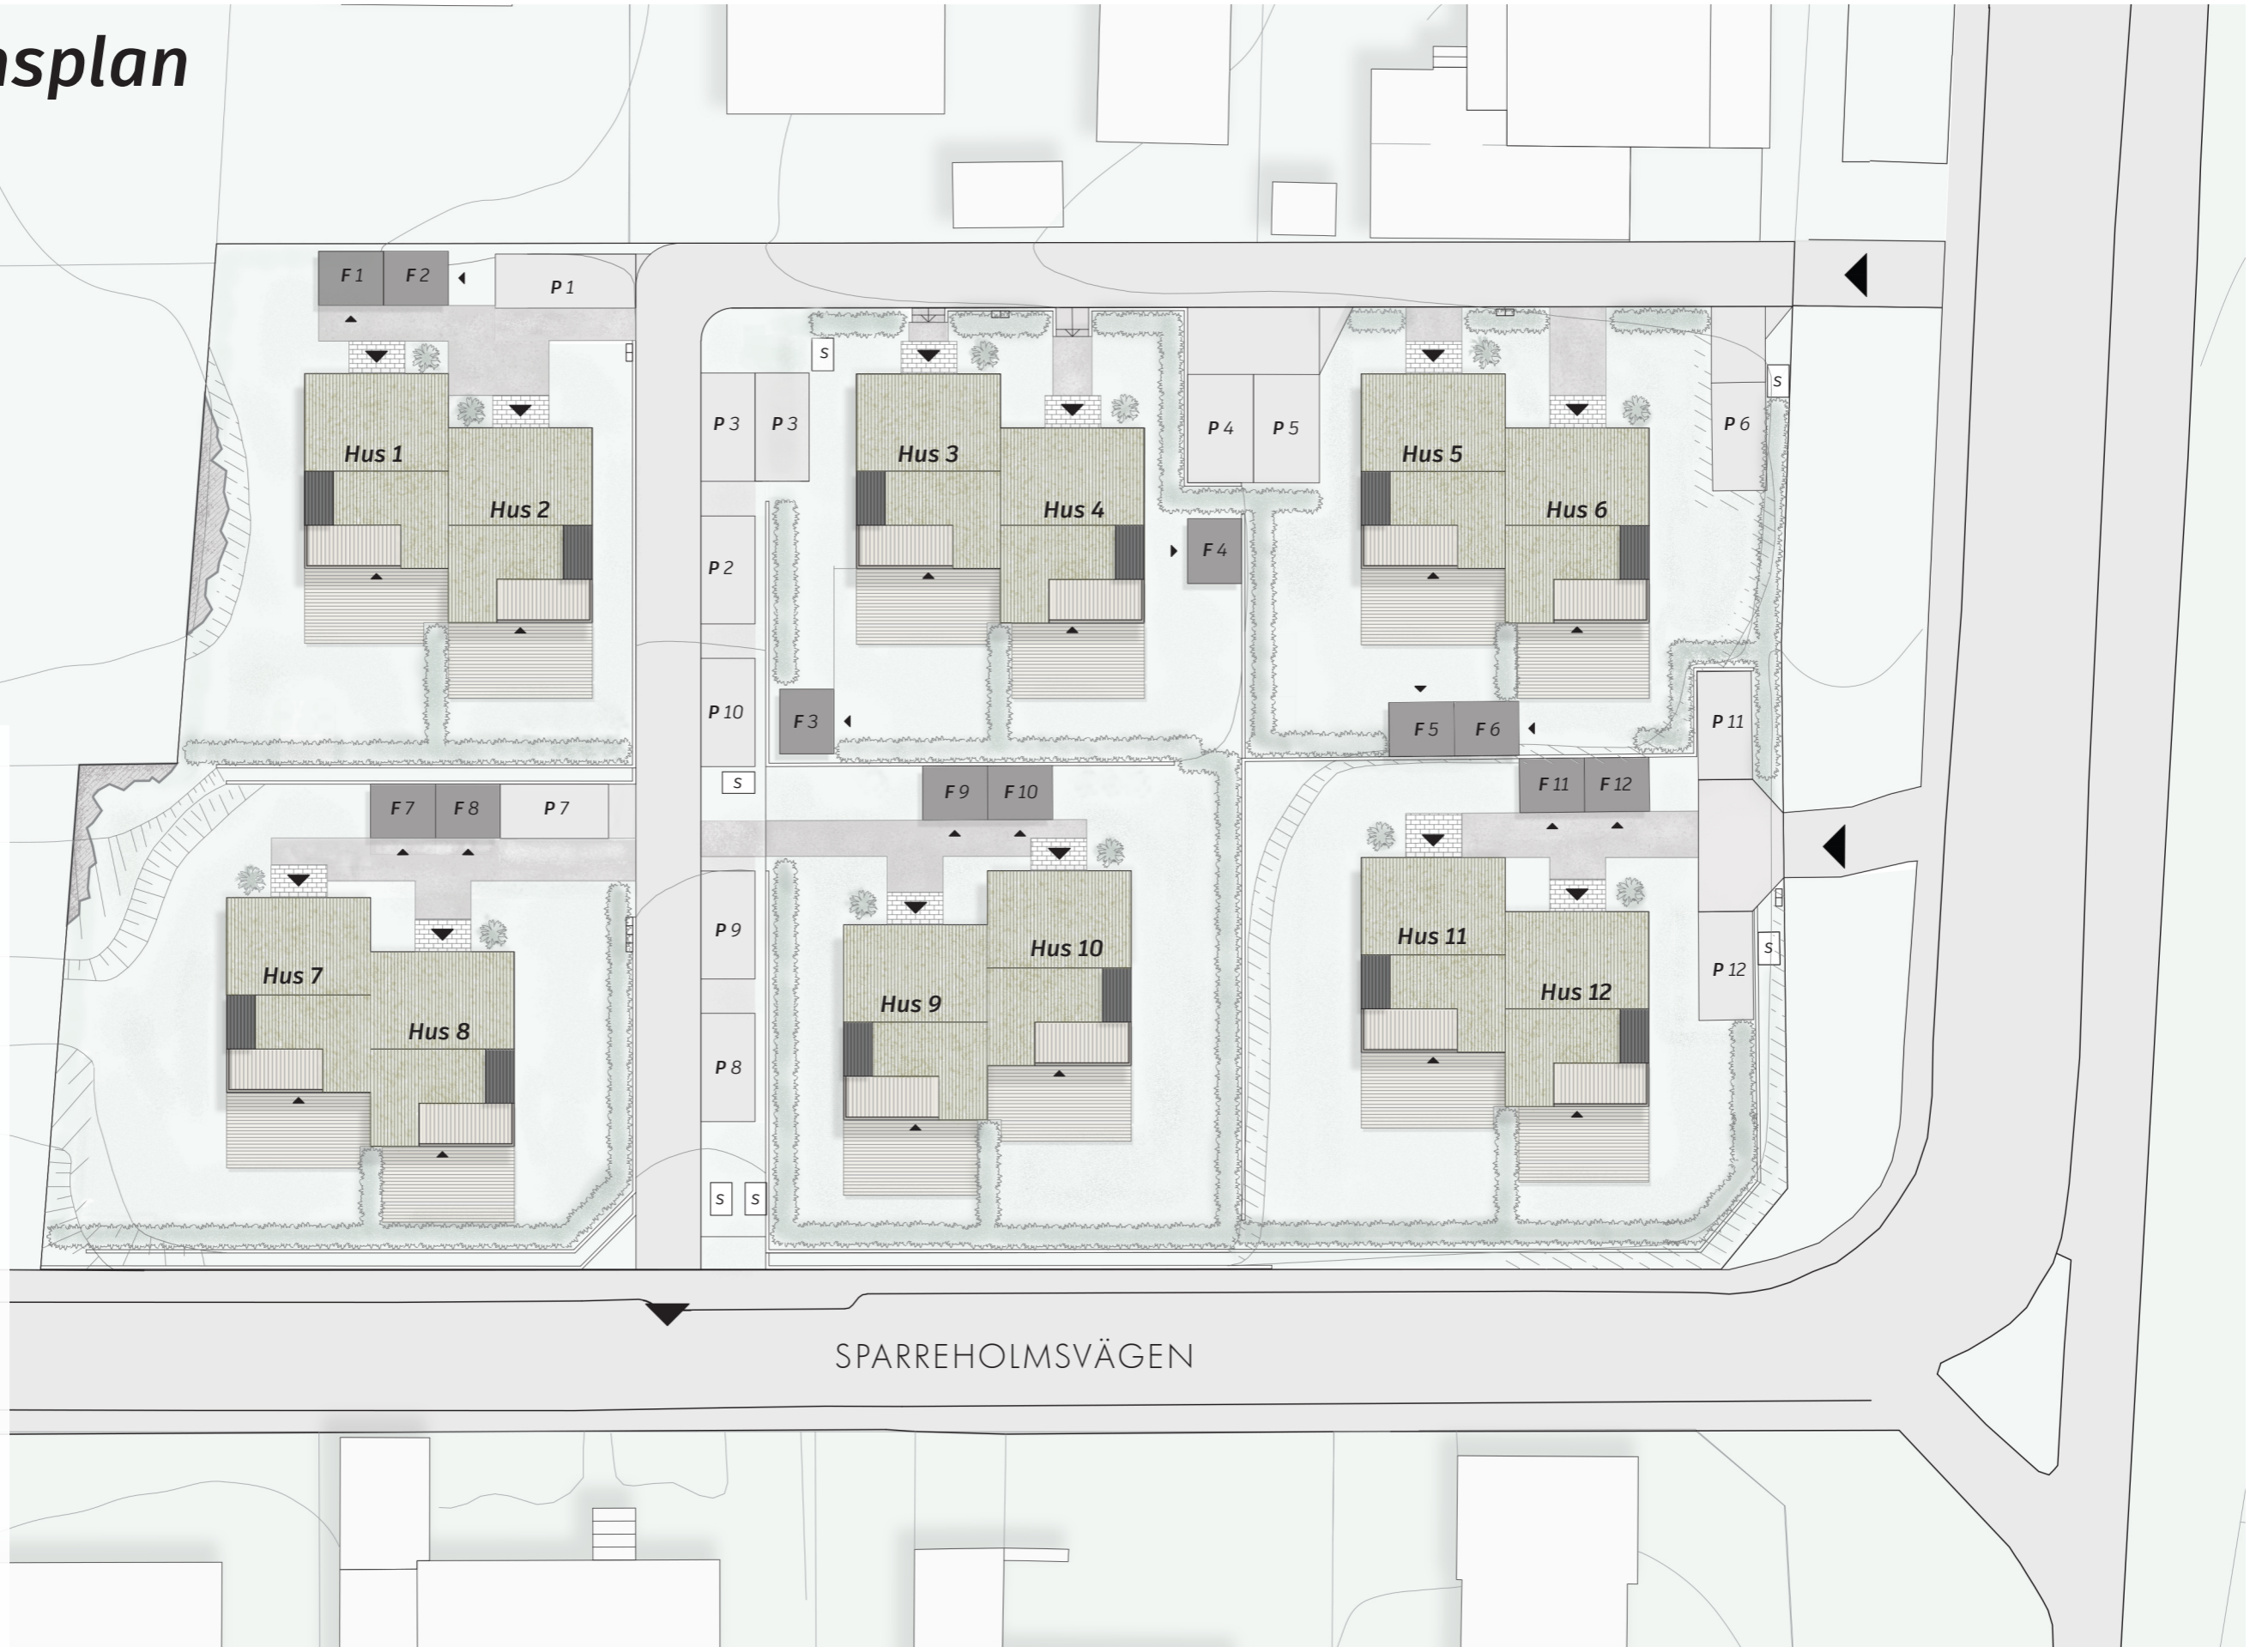 nsplan
F 1
F 2
P 1
S
S
P 3
P 3
P 4
P 5
P 6
Hus 1
Hus 3
Hus 5
Hus 2
Hus 4
Hus 6
P 2
F 4
P 10
F 3
F 5
F 6
P 11
S
F 7
F 8
P 7
F 9
F 10
F 11
F 12
P 9
Hus 11
S
Hus 10
Hus 7
P 12
Hus 9
Hus 12
Hus 8
P 8
S
S
SPARREHOLMSVÄGEN